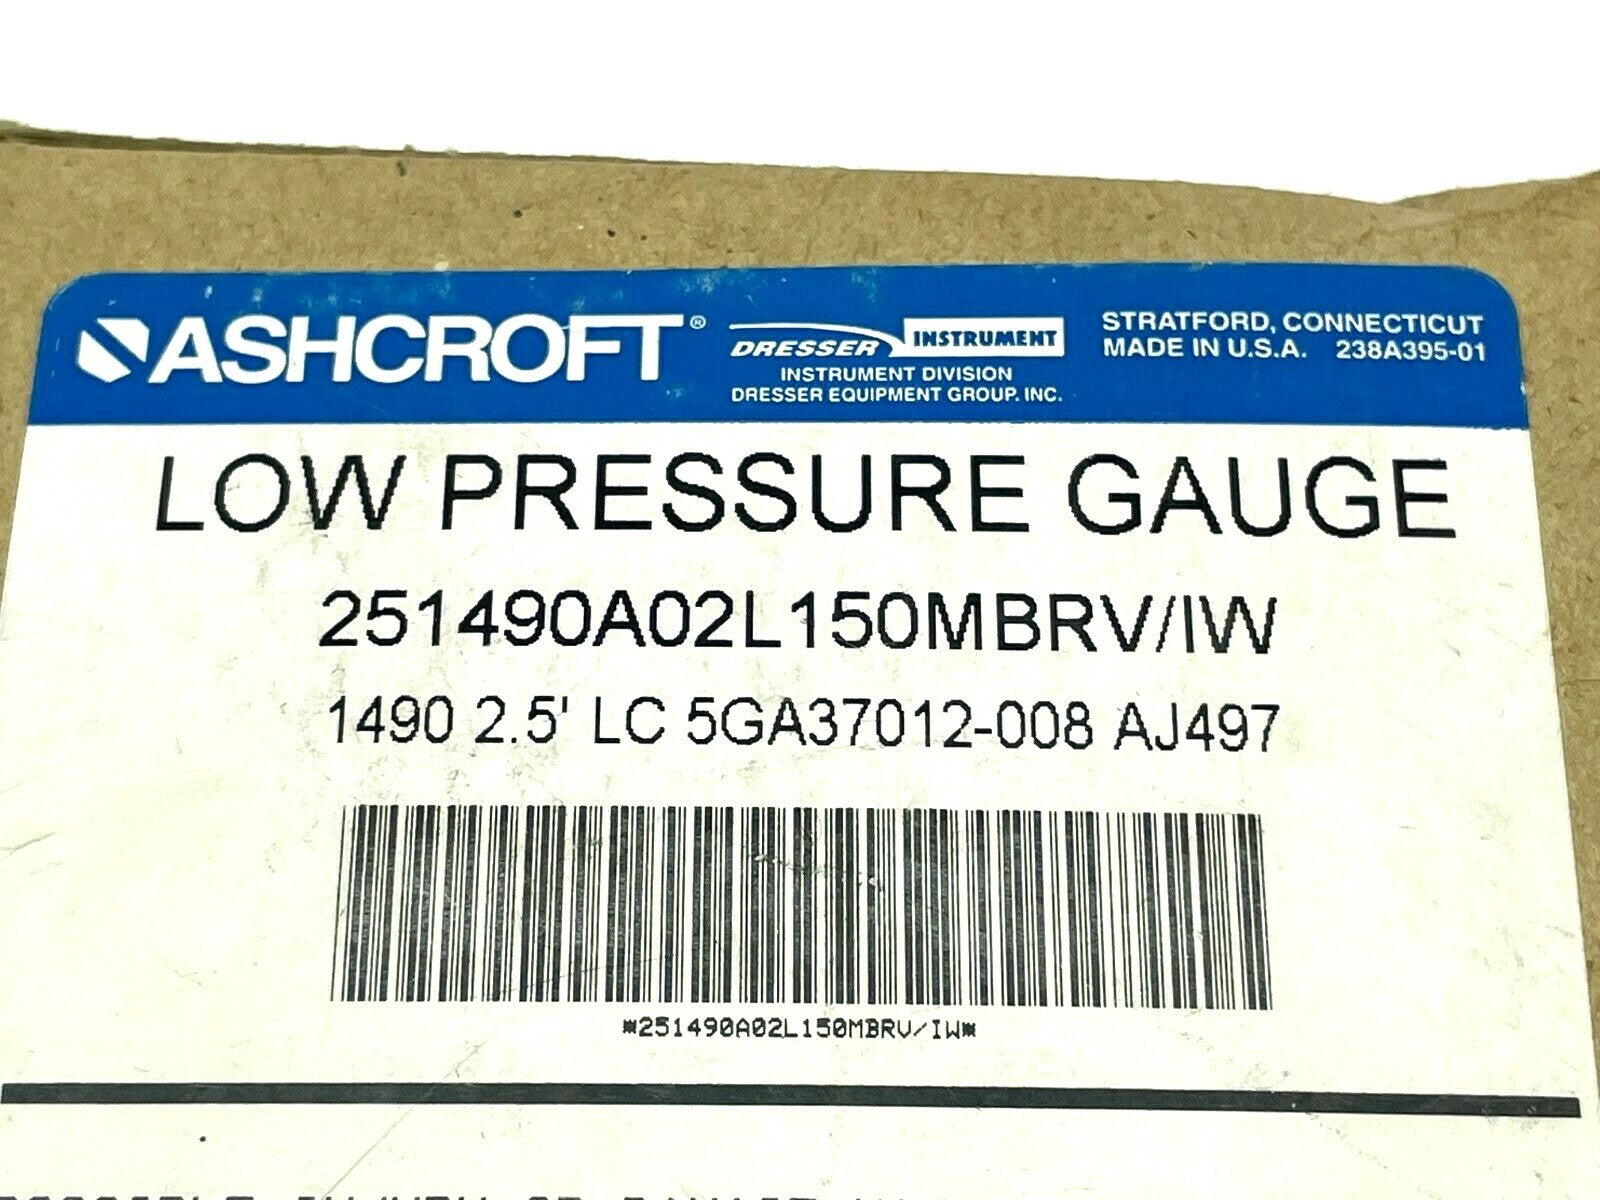 ASHCROFT®
DRESSER INSTRUMENT
INSTRUMENT DIVISION
DRESSER EQUIPMENT GROUP. INC.
STRATFORD, CONNECTICUT
MADE IN U.S.A. 238A395-01
LOW PRESSURE GAUGE
251490A02L150MBRV/IW
1490 2.5' LC 5GA37012-008 AJ497
*251490A02L150MBRV/IW*